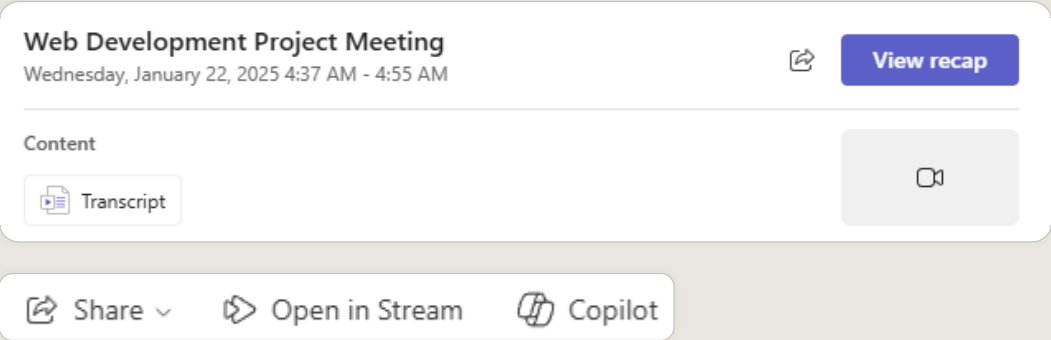 Web Development Project Meeting
Wednesday, January 22, 2025 4:37 AM - 4:55 AM
View recap
Content
Transcript
Share
Open in Stream
Copilot